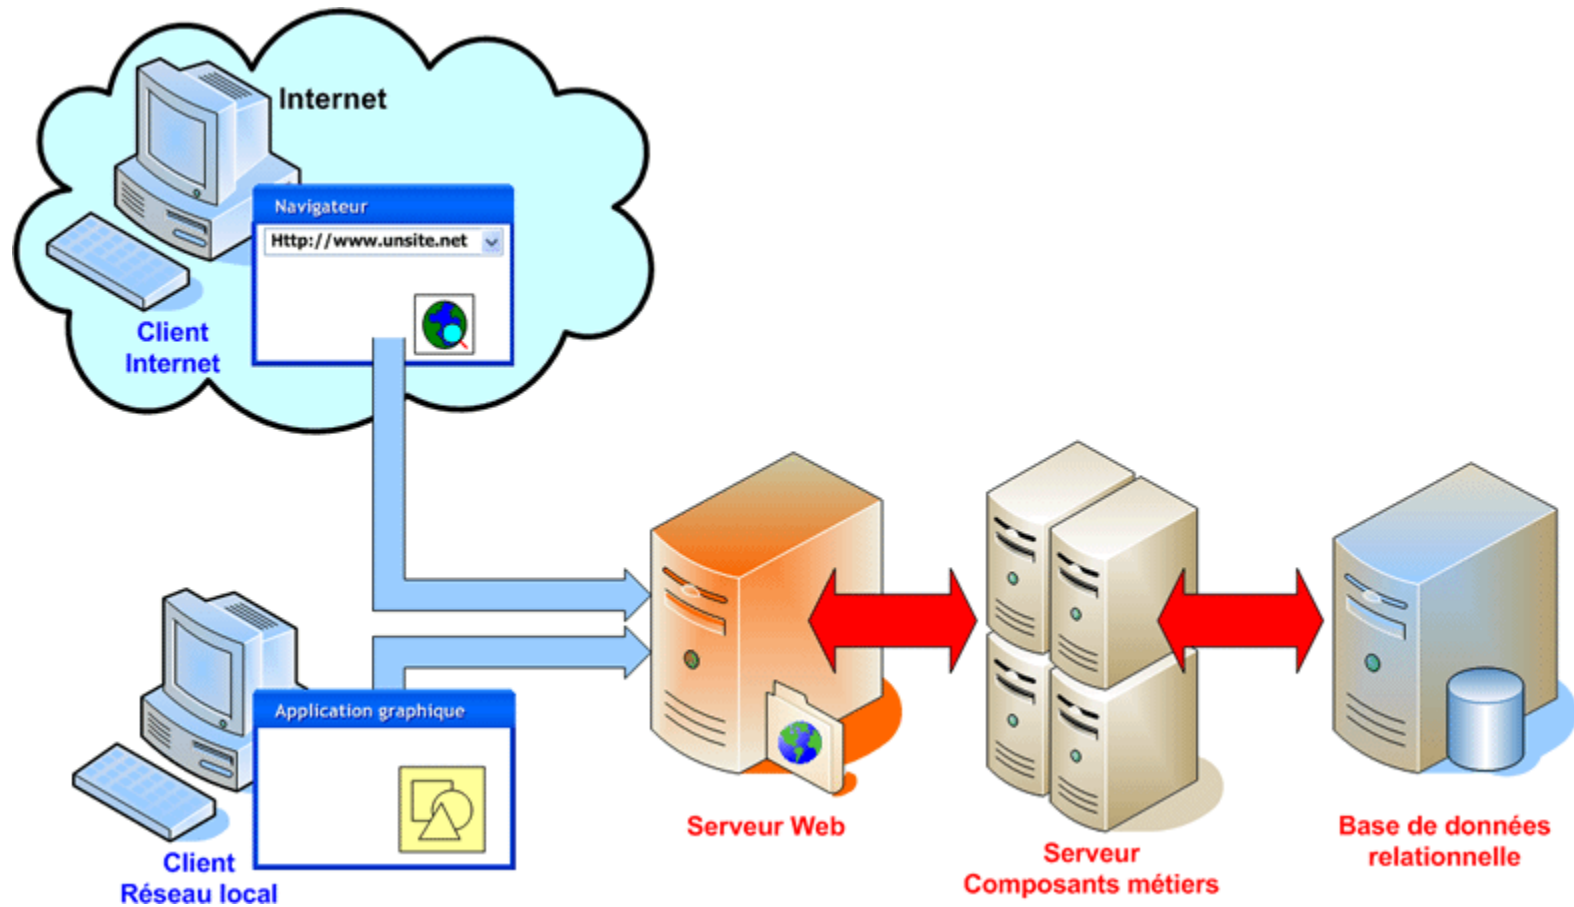 Internet
Navigateur
Http://www.unsite.net
Client
Internet
Application graphique
Client
Réseau local
Serveur Web
Serveur
Composants métiers
Base de données
relationnelle